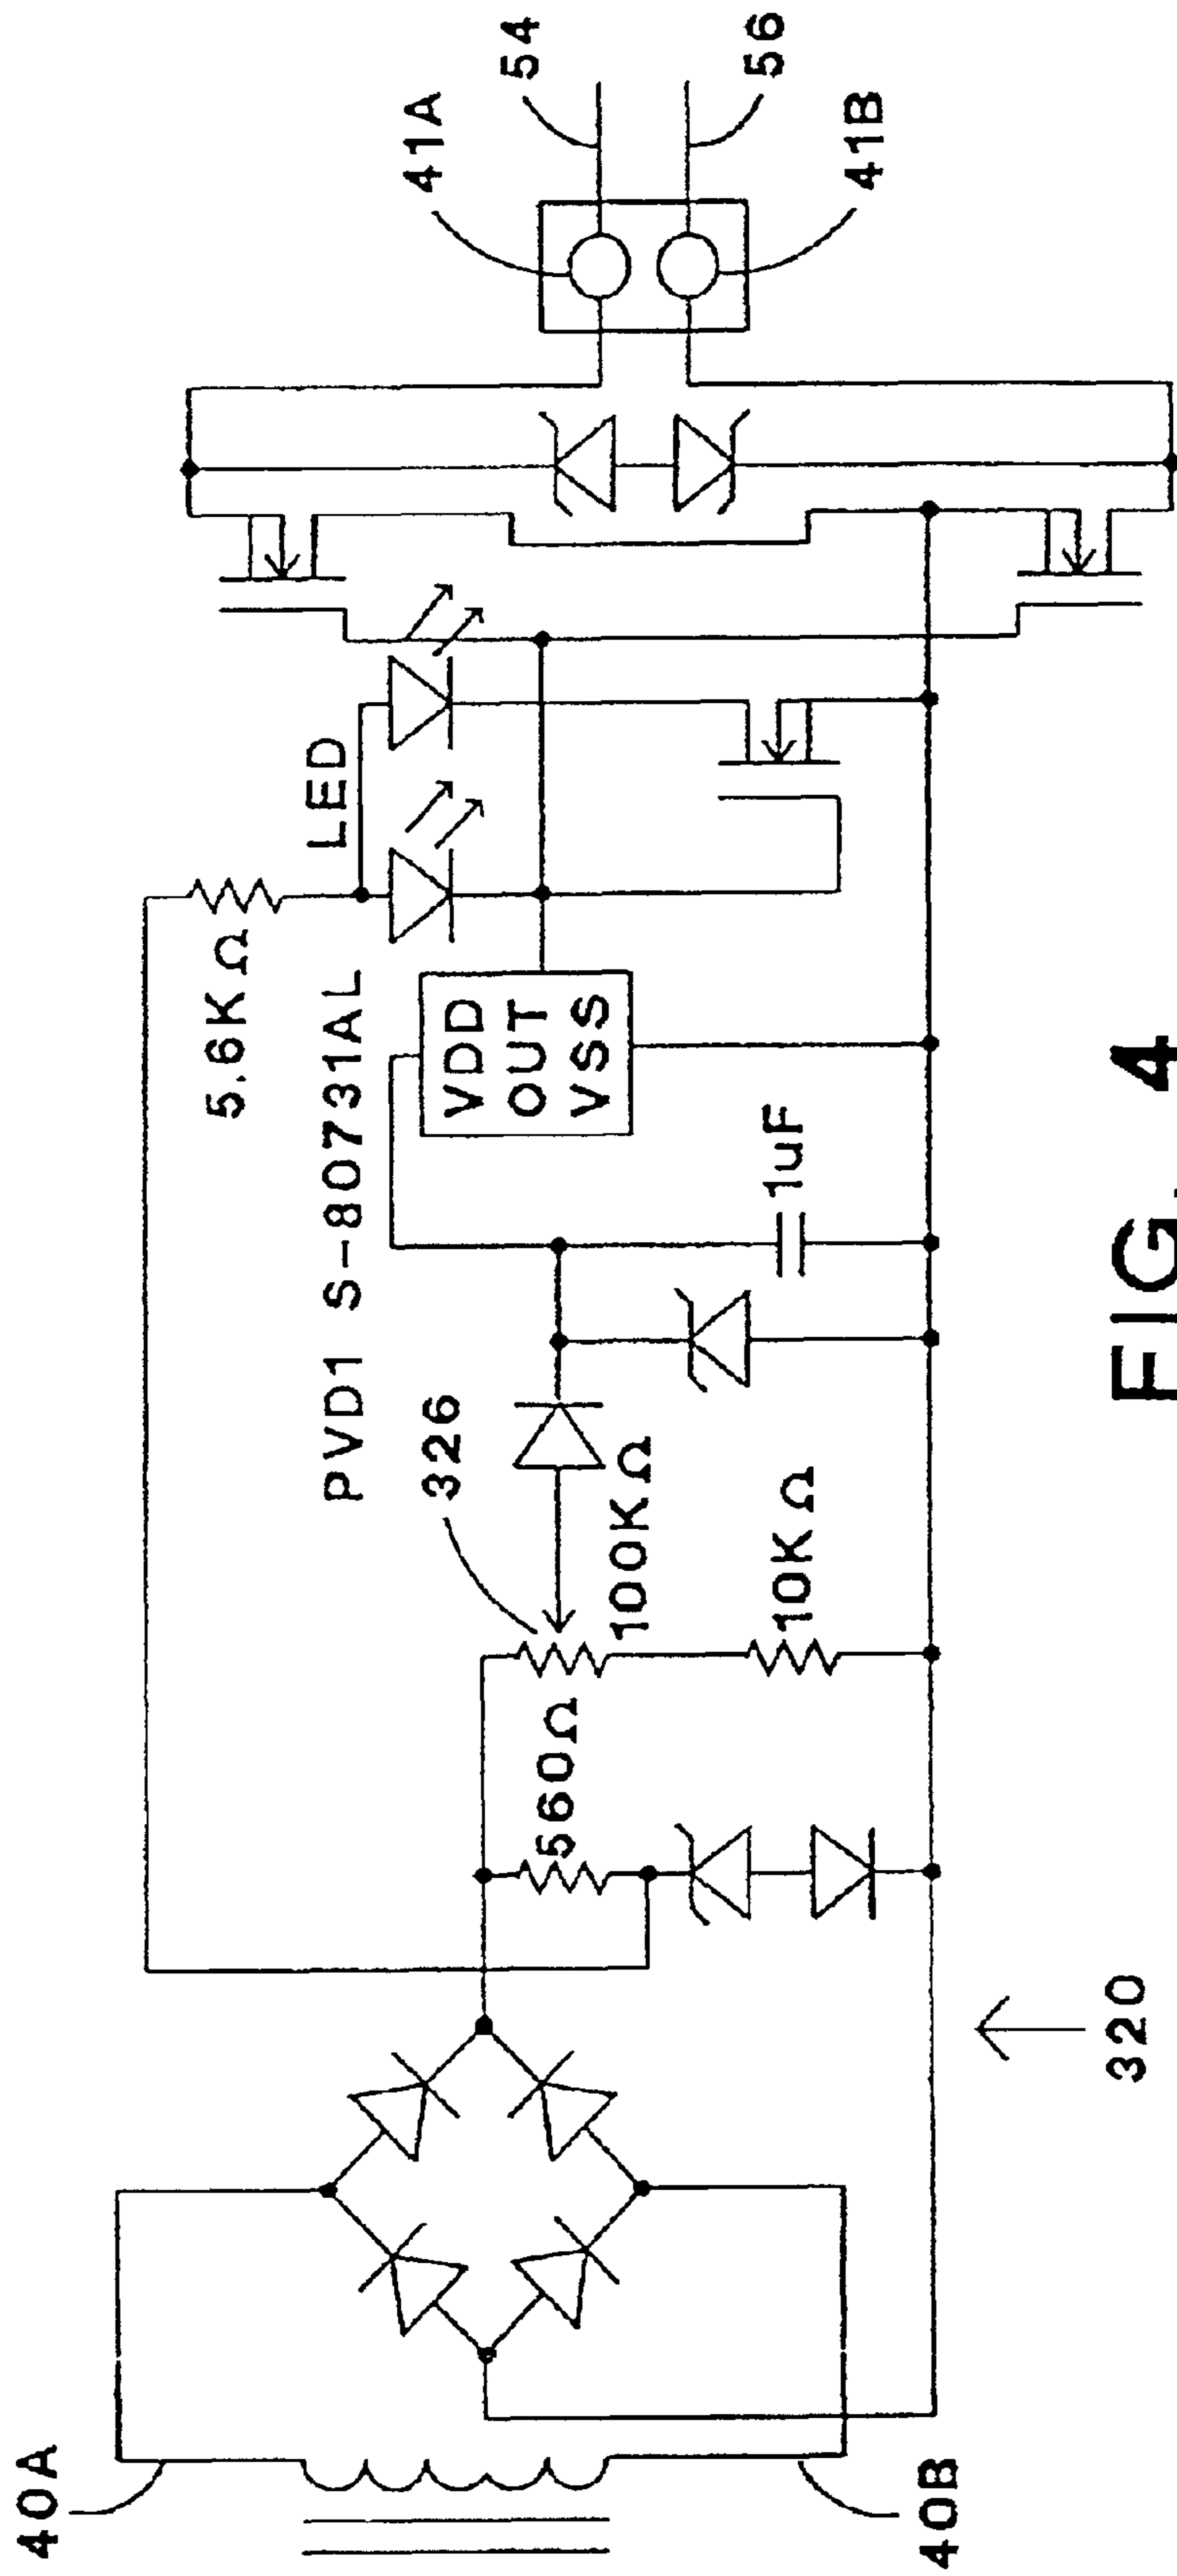 40A
40B
320
560Ω
100KΩ
10KΩ
326
PVD1 S-80731AL
1uF
VDD
OUT
VSS
5.6KΩ
LED
41A
54
56
41B
FIG. 4